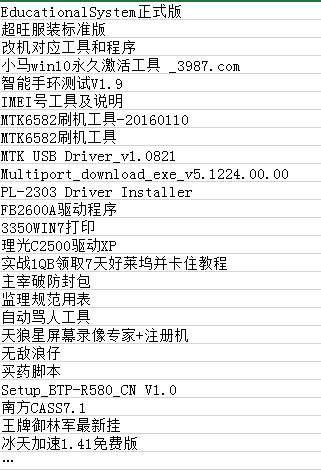 EducationalSystem正式版
超旺服装标准版
改机对应工具和程序
小马win10永久激活工具 _3987.com
智能手环测试V1.9
IMEI号工具及说明
MTK6582刷机工具-20160110
MTK6582刷机工具
MTK USB Driver_v1.0821
Multiport_download_exe_v5.1224.00.00
PL-2303 Driver Installer
FB2600A驱动程序
3350WIN7打印
理光C2500驱动XP
实战1QB领取7天好莱坞并卡住教程
主宰破防封包
监理规范用表
自动骂人工具
天狼星屏幕录像专家+注册机
无敌浪仔
买药脚本
Setup_BTP-R580_CN V1.0
南方CASS7.1
王牌御林军最新挂
冰天加速1.41免费版
…